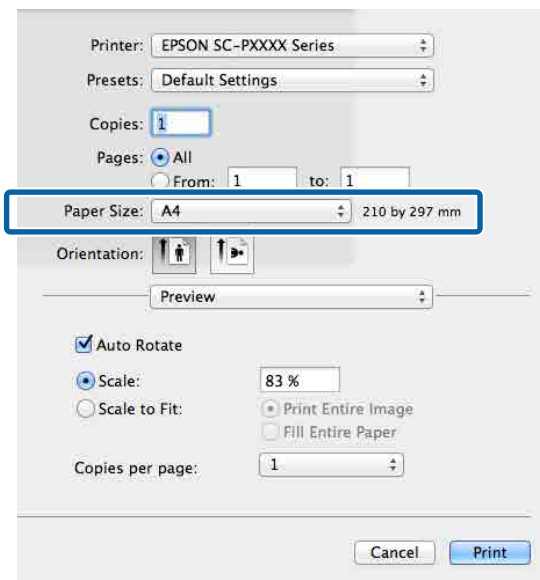 Printer: EPSON SC-PXXXX Series
Presets: Default Settings
Copies: 1
Pages: All
From: 1 to: 1
Paper Size: A4 210 by 297 mm
Orientation:
Preview
Auto Rotate
Scale: 83 %
Scale to Fit: Print Entire Image
Fill Entire Paper
Copies per page: 1
Cancel Print